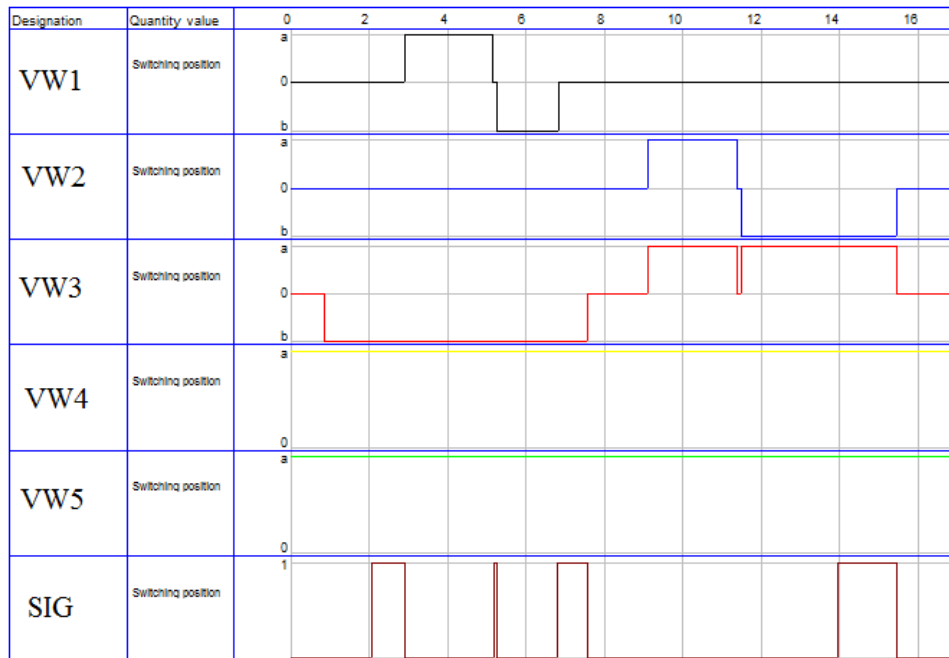 Designation Quantity value 0 2 4 6 8 10 12 14 16
a
VW1 Switching position
0
b
a
VW2 Switching position
0
b
a
VW3 Switching position
0
b
a
VW4 Switching position
0
a
VW5 Switching position
0
1
SIG Switching position